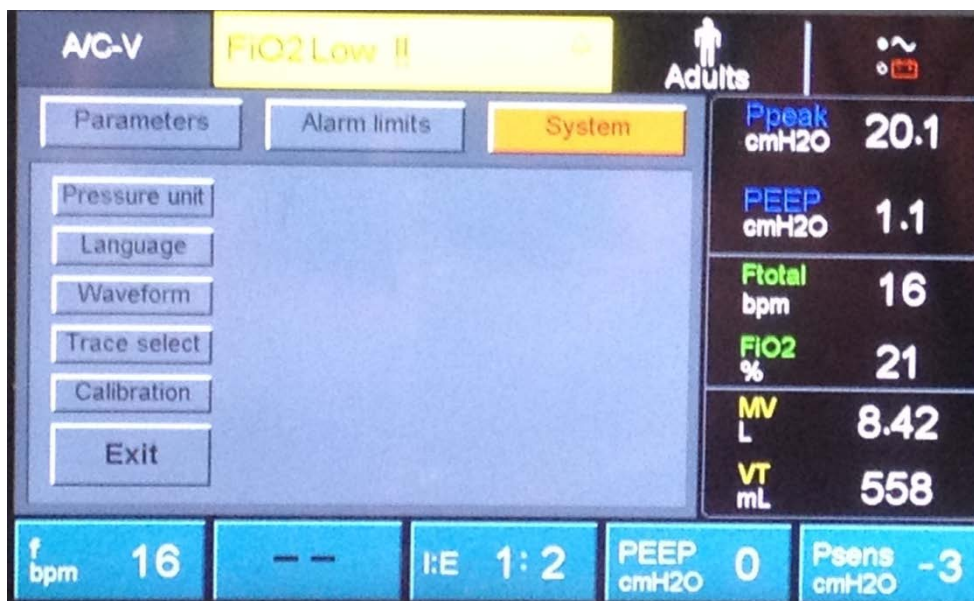 A/C-V FiO2 Low !! Adults
Parameters Alarm limits System
Pressure unit
Language
Waveform
Trace select
Calibration
Exit
Ppeak cmH2O 20.1
PEEP cmH2O 1.1
Ftotal bpm 16
FiO2 % 21
MV L 8.42
VT mL 558
f bpm 16
--
I:E 1:2
PEEP cmH2O 0
Psens cmH2O -3